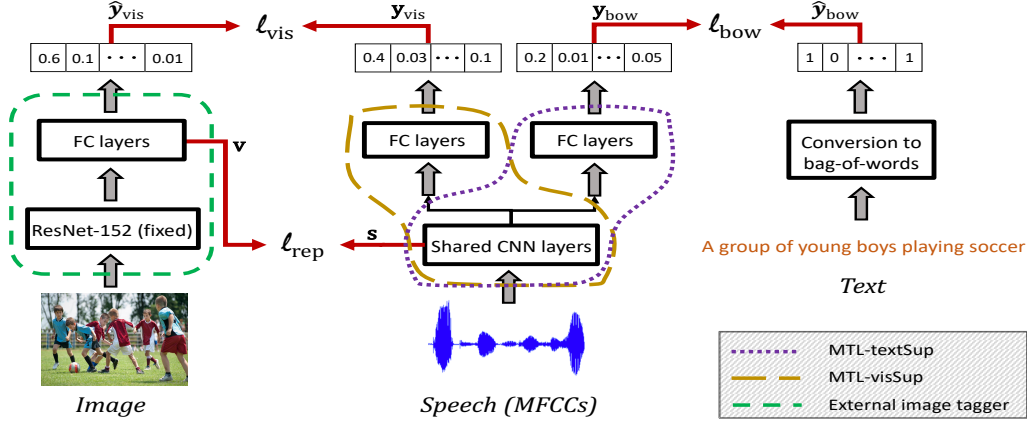 ŷvis
ℓvis
yvis
ybow
ℓbow
ŷbow
0.6 0.1 ··· 0.01
0.4 0.03 ··· 0.1
0.2 0.01 ··· 0.05
1 0 ··· 1
FC layers
v
FC layers
FC layers
Conversion to
bag-of-words
ResNet-152 (fixed)
ℓrep
s
Shared CNN layers
A group of young boys playing soccer
Text
Image
Speech (MFCCs)
MTL-textSup
MTL-visSup
External image tagger